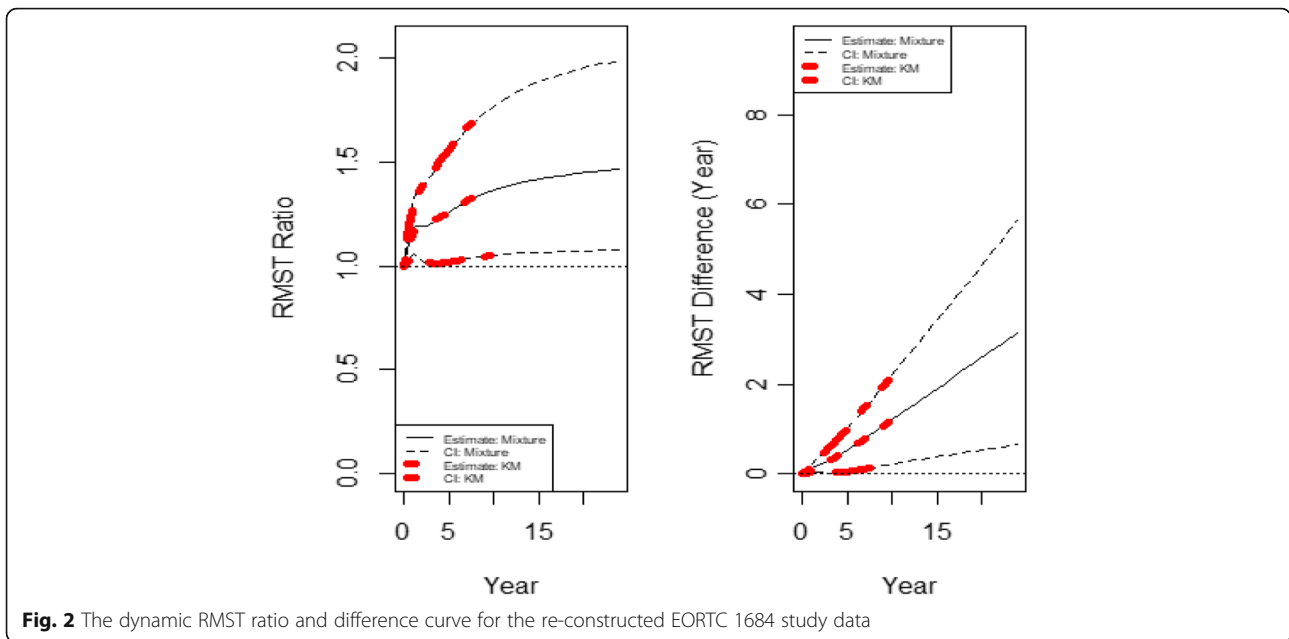 RMST Ratio
2.0
1.5
1.0
0.5
0.0
Estimate: Mixture
CI: Mixture
Estimate: KM
CI: KM
0 5 15
Year
RMST Difference (Year)
8
6
4
2
0
Estimate: Mixture
CI: Mixture
Estimate: KM
CI: KM
0 5 15
Year
Fig. 2 The dynamic RMST ratio and difference curve for the re-constructed EORTC 1684 study data